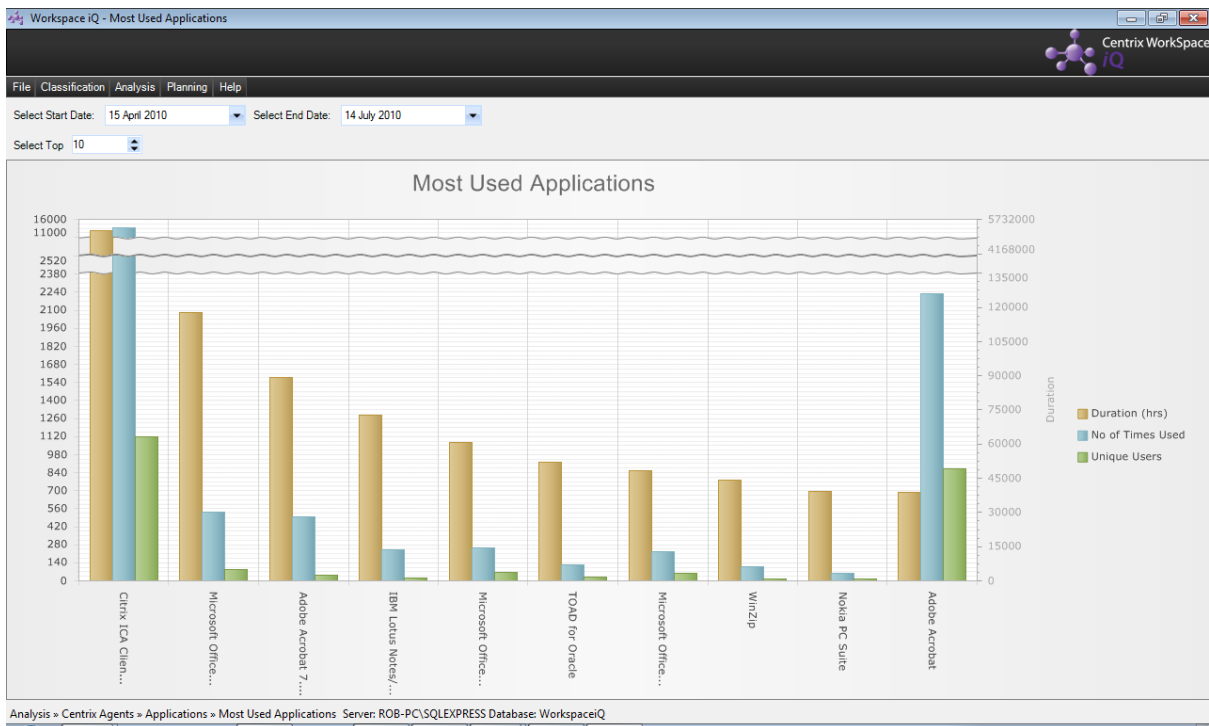 Workspace iQ - Most Used Applications
Centrix WorkSpace
iQ
File Classification Analysis Planning Help
Select Start Date: 15 April 2010 Select End Date: 14 July 2010
Select Top 10
Most Used Applications
16000
11000
2520
2380
2240
2100
1960
1820
1680
1540
1400
1260
1120
980
840
700
560
420
280
140
0
5732000
4168000
135000
120000
105000
90000
75000
60000
45000
30000
15000
0
Duration
Duration (hrs)
No of Times Used
Unique Users
Citrix ICA Clien...
Microsoft Office...
Adobe Acrobat 7....
IBM Lotus Notes/...
Microsoft Office...
TOAD for Oracle
Microsoft Office...
WinZip
Nokia PC Suite
Adobe Acrobat
Analysis » Centrix Agents » Applications » Most Used Applications Server: ROB-PC\SQLEXPRESS Database: WorkspaceiQ